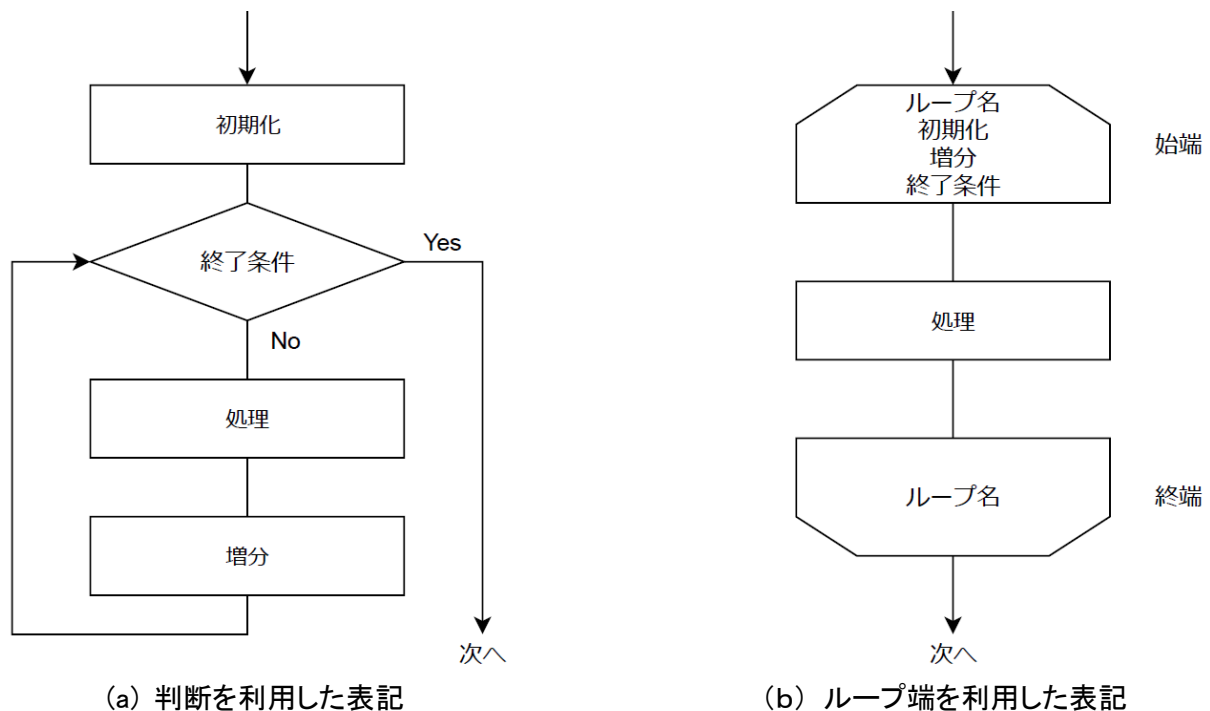 初期化
終了条件
Yes
No
処理
増分
次へ
(a) 判断を利用した表記
ループ名
初期化
増分
終了条件
始端
処理
ループ名
終端
次へ
(b) ループ端を利用した表記